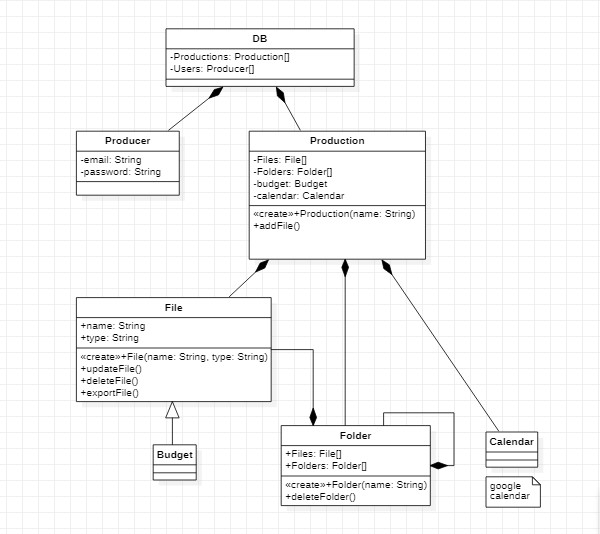 DB
-Productions: Production[]
-Users: Producer[]
Producer
-email: String
-password: String
Production
-Files: File[]
-Folders: Folder[]
-budget: Budget
-calendar: Calendar
«create»+Production(name: String)
+addFile()
File
+name: String
+type: String
«create»+File(name: String, type: String)
+updateFile()
+deleteFile()
+exportFile()
Budget
Folder
+Files: File[]
+Folders: Folder[]
«create»+Folder(name: String)
+deleteFolder()
Calendar
google
calendar